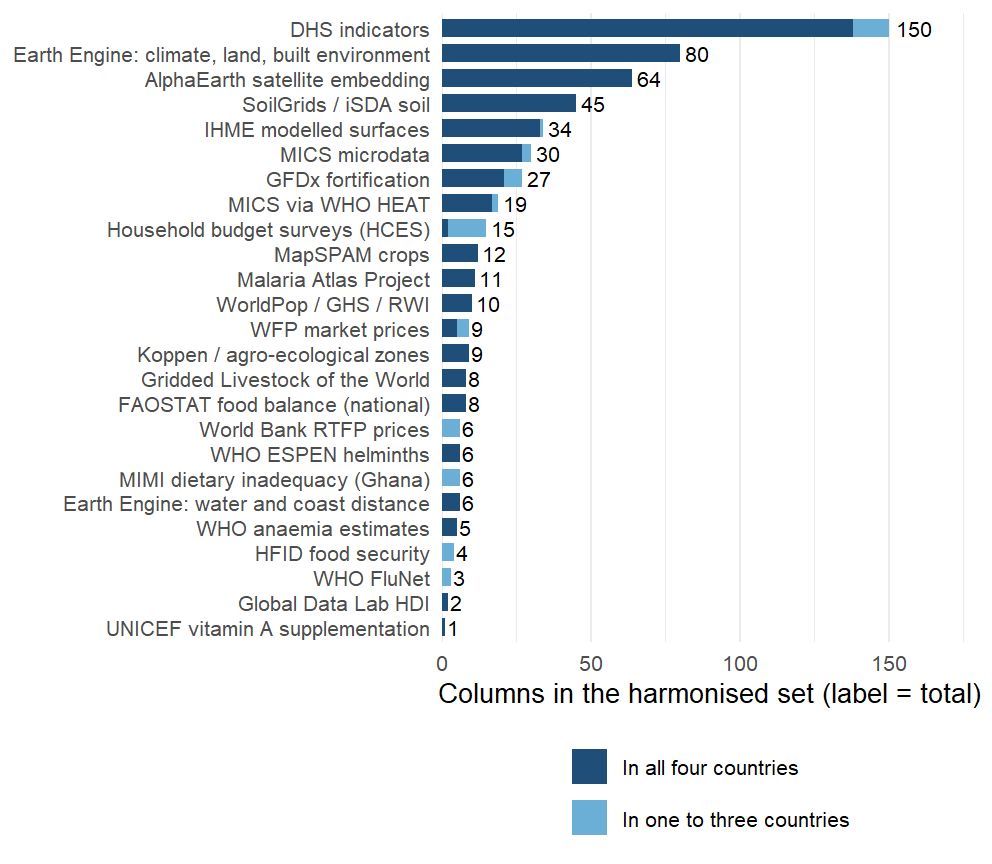 DHS indicators 150
Earth Engine: climate, land, built environment 80
AlphaEarth satellite embedding 64
SoilGrids / iSDA soil 45
IHME modelled surfaces 34
MICS microdata 30
GFDx fortification 27
MICS via WHO HEAT 19
Household budget surveys (HCES) 15
MapSPAM crops 12
Malaria Atlas Project 11
WorldPop / GHS / RWI 10
WFP market prices 9
Koppen / agro-ecological zones 9
Gridded Livestock of the World 8
FAOSTAT food balance (national) 8
World Bank RTFP prices 6
WHO ESPEN helminths 6
MIMI dietary inadequacy (Ghana) 6
Earth Engine: water and coast distance 6
WHO anaemia estimates 5
HFID food security 4
WHO FluNet 3
Global Data Lab HDI 2
UNICEF vitamin A supplementation 1
0 50 100 150
Columns in the harmonised set (label = total)
In all four countries
In one to three countries